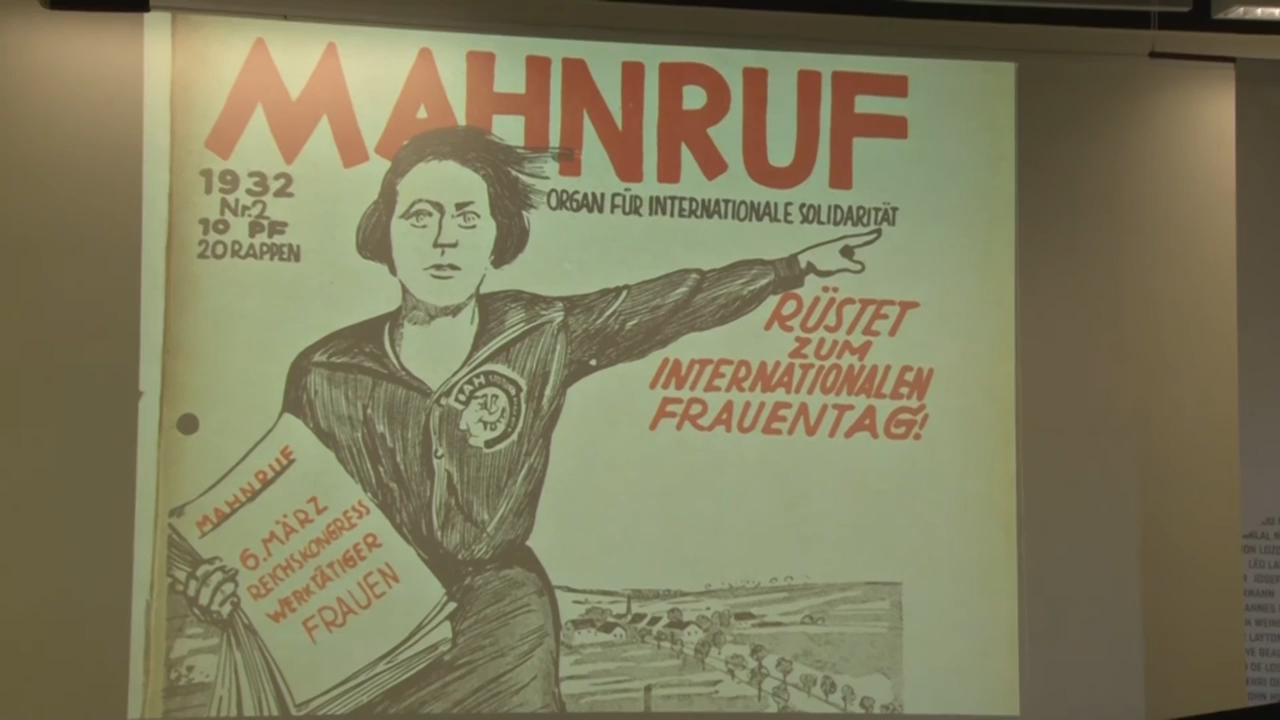 MAHNRUF
1932
Nr.2
10 PF
20 RAPPEN
ORGAN FÜR INTERNATIONALE SOLIDARITÄT
RÜSTET
ZUM
INTERNATIONALEN
FRAUENTAG!
IAH
MAHNRUF
6. MÄRZ
REICHSKONGRESS
WERKTÄTIGER
FRAUEN